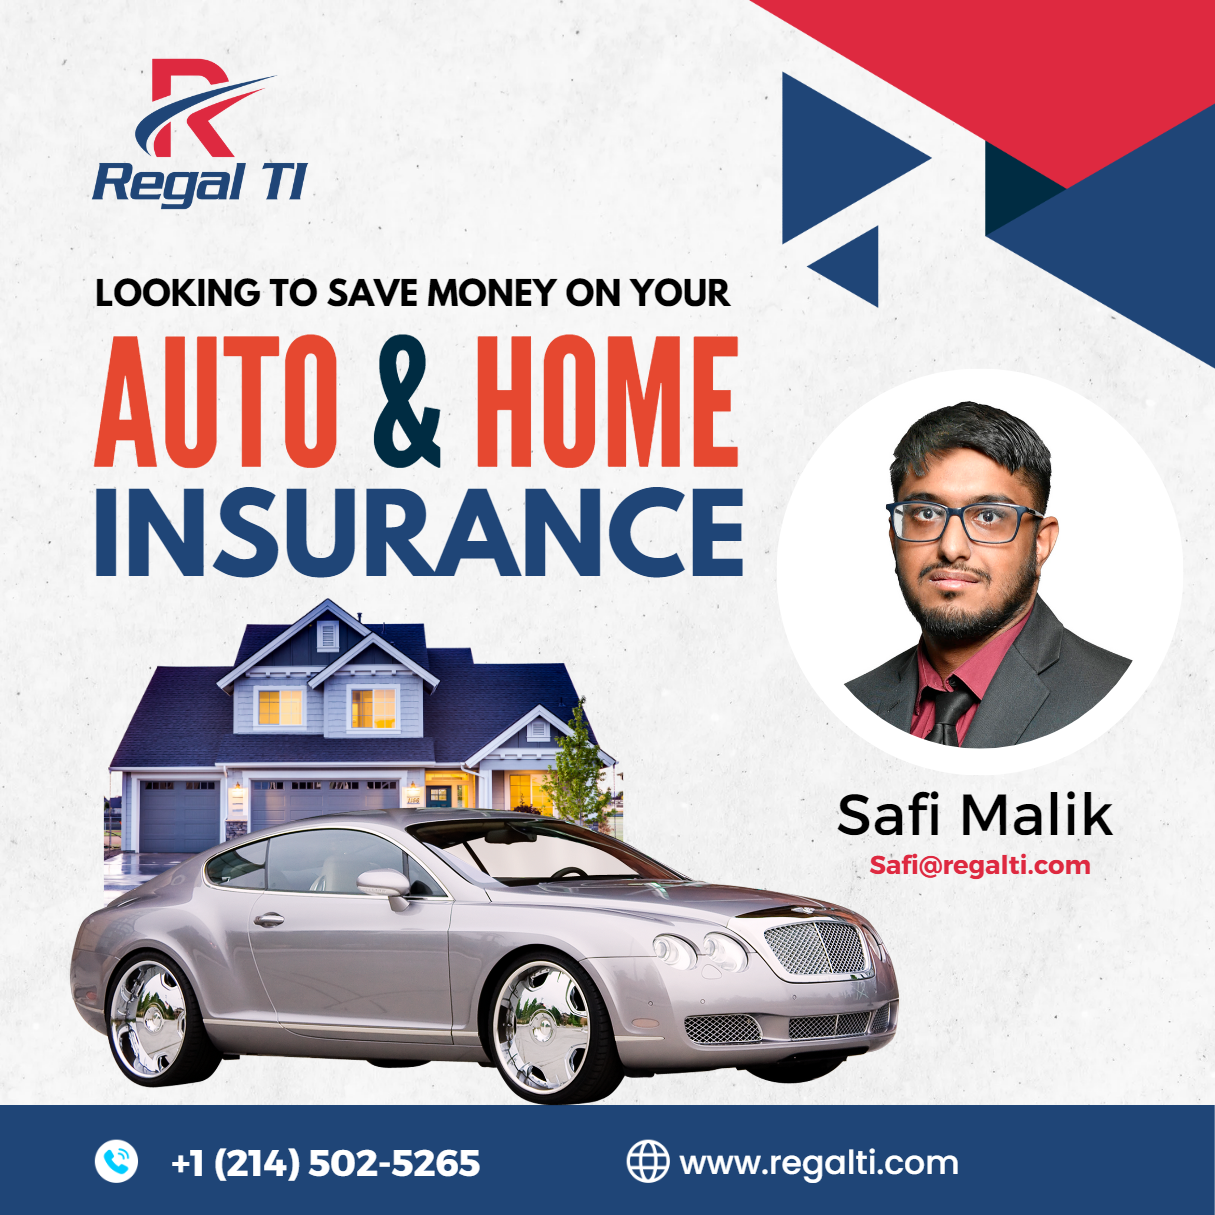 Regal TI
LOOKING TO SAVE MONEY ON YOUR
AUTO & HOME
INSURANCE
Safi Malik
Safi@regalti.com
+1 (214) 502-5265
www.regalti.com